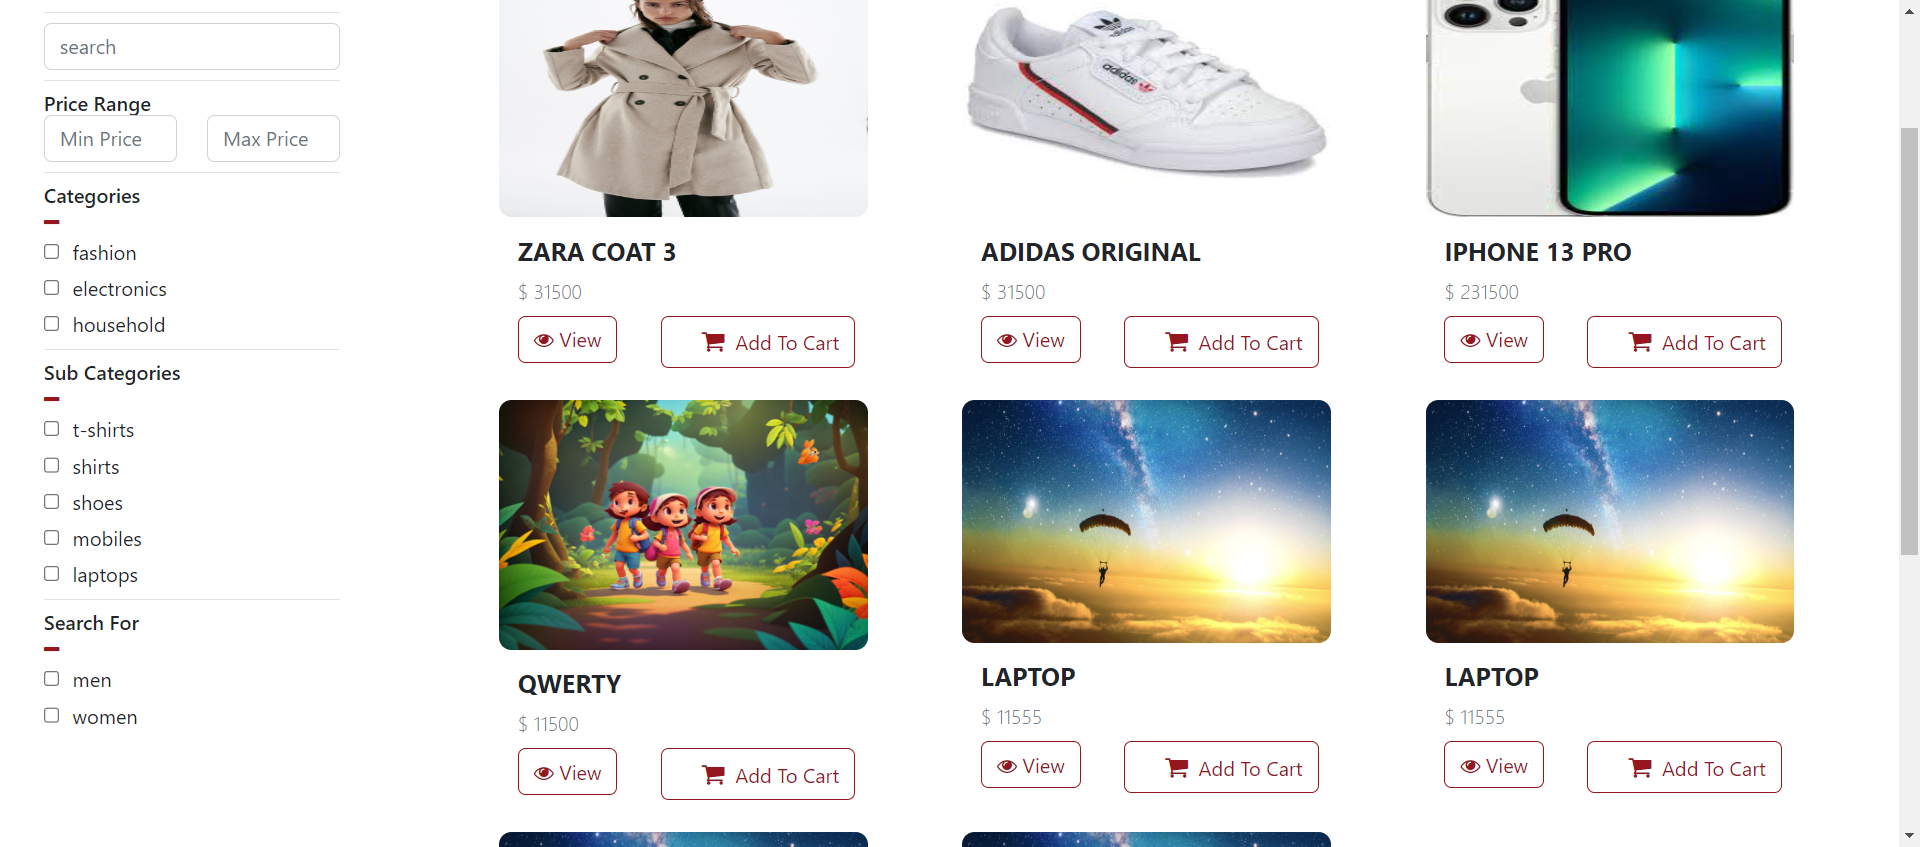 search
Price Range
Min Price
Max Price
Categories
fashion
electronics
household
Sub Categories
t-shirts
shirts
shoes
mobiles
laptops
Search For
men
women
adidas
ZARA COAT 3
$ 31500
View
Add To Cart
ADIDAS ORIGINAL
$ 31500
View
Add To Cart
IPHONE 13 PRO
$ 231500
View
Add To Cart
QWERTY
$ 11500
View
Add To Cart
LAPTOP
$ 11555
View
Add To Cart
LAPTOP
$ 11555
View
Add To Cart